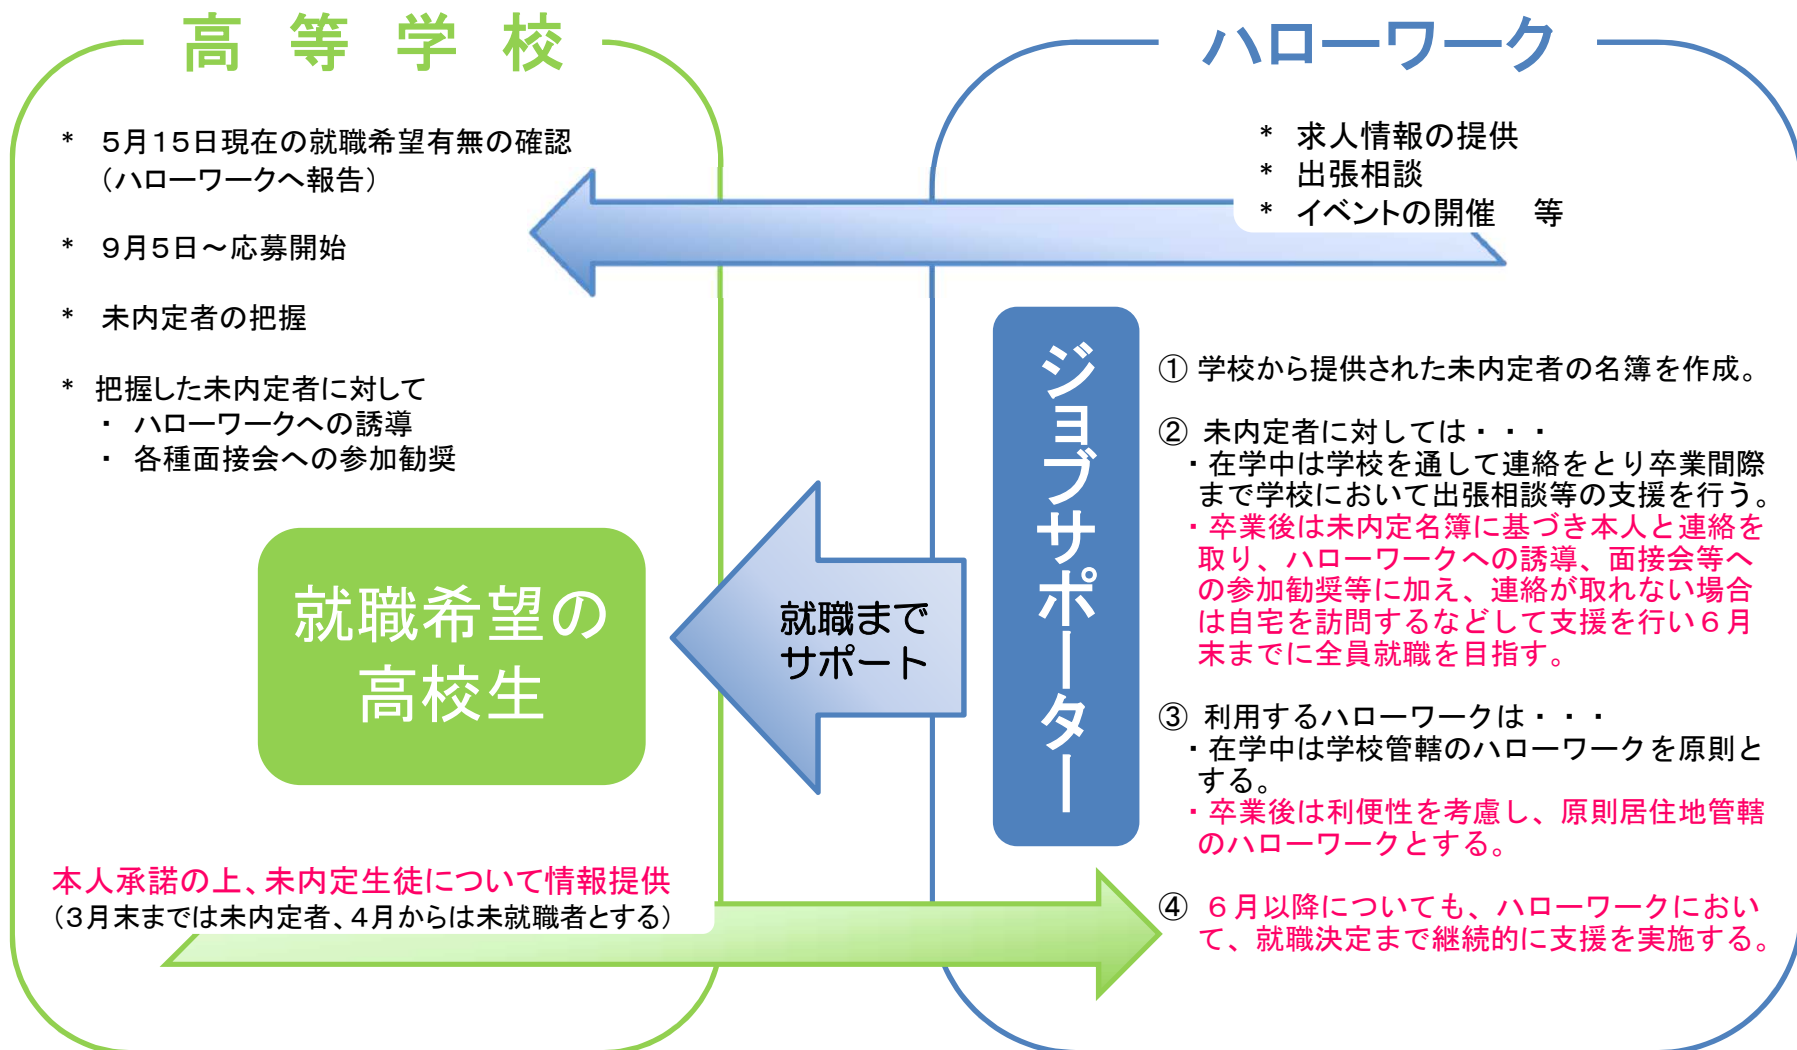 高等学校
* 5月15日現在の就職希望有無の確認
（ハローワークへ報告）
* 9月5日～応募開始
* 未内定者の把握
* 把握した未内定者に対して
・ ハローワークへの誘導
・ 各種面接会への参加勧奨
就職希望の
高校生
本人承諾の上、未内定生徒について情報提供
（3月末までは未内定者、4月からは未就職者とする）
就職まで
サポート
ハローワーク
* 求人情報の提供
* 出張相談
* イベントの開催 等
ジョブサポーター
① 学校から提供された未内定者の名簿を作成。
② 未内定者に対しては・・・
・在学中は学校を通して連絡をとり卒業間際
まで学校において出張相談等の支援を行う。
・卒業後は未内定名簿に基づき本人と連絡を
取り、ハローワークへの誘導、面接会等へ
の参加勧奨等に加え、連絡が取れない場合
は自宅を訪問するなどして支援を行い６月
末までに全員就職を目指す。
③ 利用するハローワークは・・・
・在学中は学校管轄のハローワークを原則と
する。
・卒業後は利便性を考慮し、原則居住地管轄
のハローワークとする。
④ ６月以降についても、ハローワークにおい
て、就職決定まで継続的に支援を実施する。